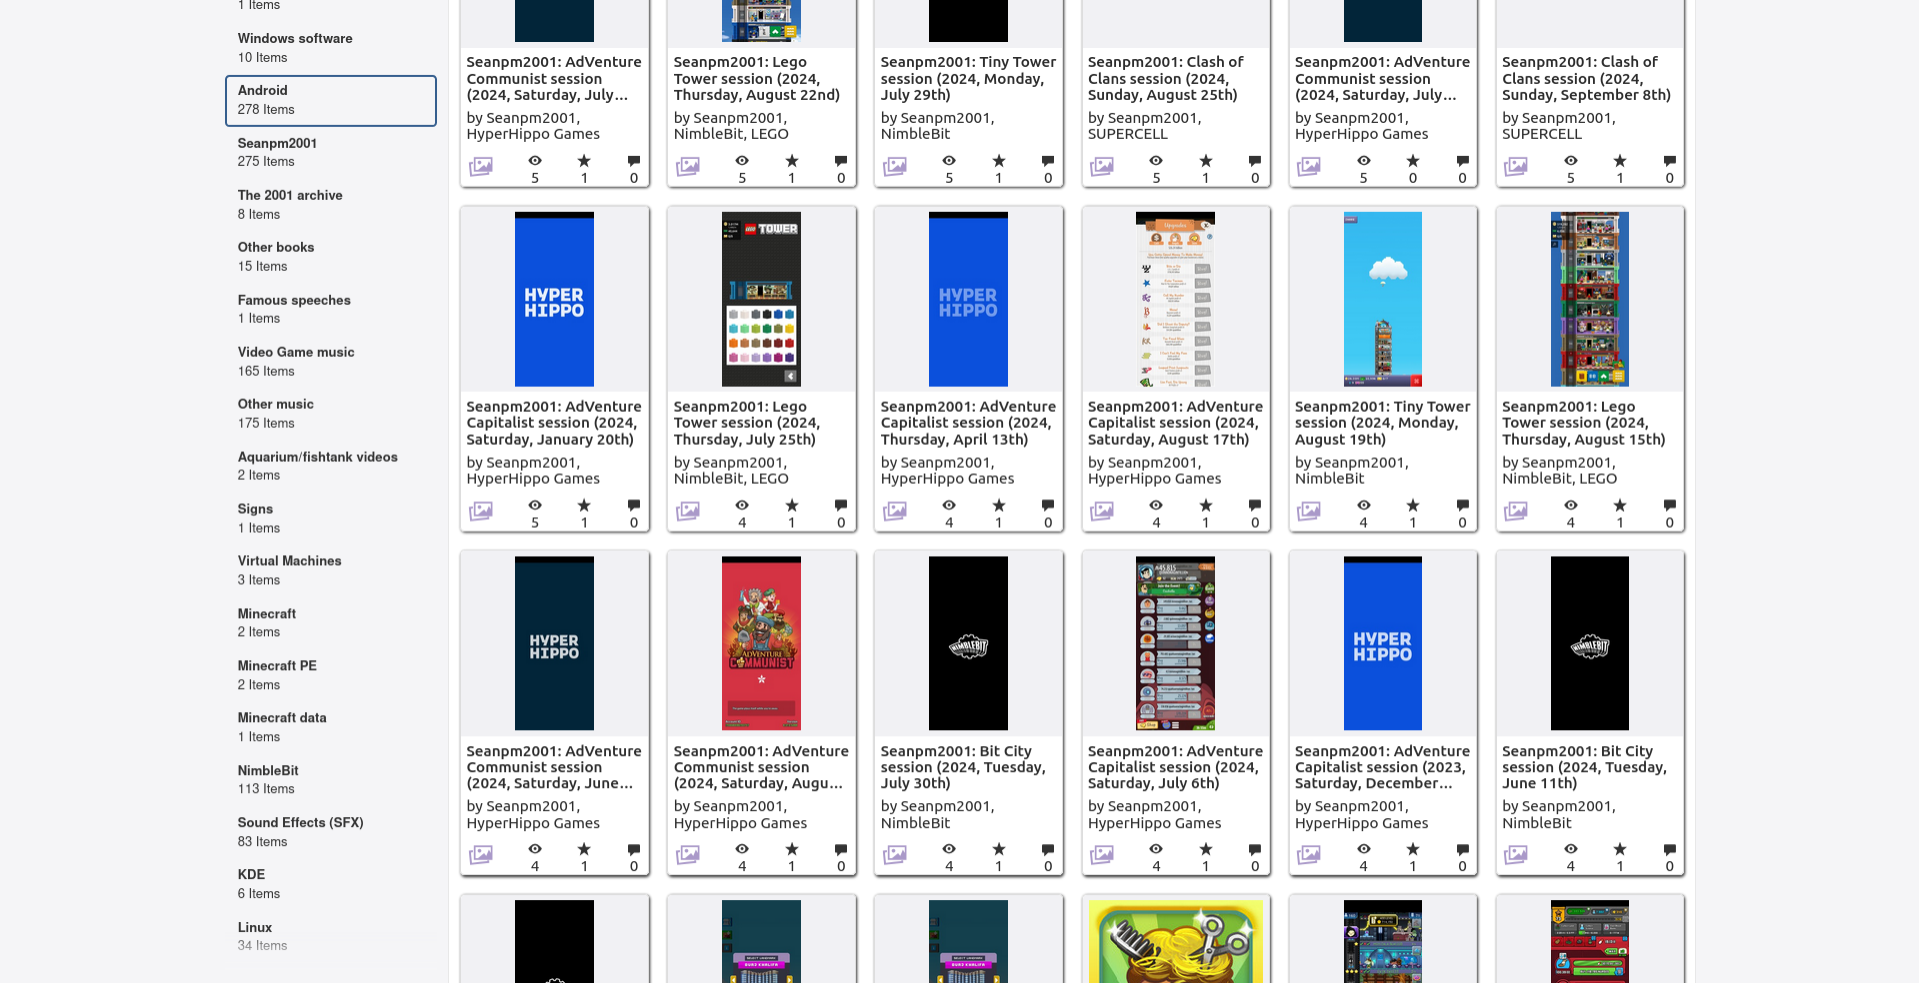 1 Items
Windows software
10 Items
Android
278 Items
Seanpm2001
275 Items
The 2001 archive
8 Items
Other books
15 Items
Famous speeches
1 Items
Video Game music
165 Items
Other music
175 Items
Aquarium/fishtank videos
2 Items
Signs
1 Items
Virtual Machines
3 Items
Minecraft
2 Items
Minecraft PE
2 Items
Minecraft data
1 Items
NimbleBit
113 Items
Sound Effects (SFX)
83 Items
KDE
6 Items
Linux
34 Items
Seanpm2001: AdVenture
Communist session
(2024, Saturday, July...
by Seanpm2001,
HyperHippo Games
5 1 0
Seanpm2001: Lego
Tower session (2024,
Thursday, August 22nd)
by Seanpm2001,
NimbleBit, LEGO
5 1 0
Seanpm2001: Tiny Tower
session (2024, Monday,
July 29th)
by Seanpm2001,
NimbleBit
5 1 0
Seanpm2001: Clash of
Clans session (2024,
Sunday, August 25th)
by Seanpm2001,
SUPERCELL
5 1 0
Seanpm2001: AdVenture
Communist session
(2024, Saturday, July...
by Seanpm2001,
HyperHippo Games
5 0 0
Seanpm2001: Clash of
Clans session (2024,
Sunday, September 8th)
by Seanpm2001,
SUPERCELL
5 1 0
HYPER
HIPPO
Seanpm2001: AdVenture
Capitalist session (2024,
Saturday, January 20th)
by Seanpm2001,
HyperHippo Games
5 1 0
LEGO TOWER
Seanpm2001: Lego
Tower session (2024,
Thursday, July 25th)
by Seanpm2001,
NimbleBit, LEGO
4 1 0
HYPER
HIPPO
Seanpm2001: AdVenture
Capitalist session (2024,
Thursday, April 13th)
by Seanpm2001,
HyperHippo Games
4 1 0
Upgrades
Seanpm2001: AdVenture
Capitalist session (2024,
Saturday, August 17th)
by Seanpm2001,
HyperHippo Games
4 1 0
Seanpm2001: Tiny Tower
session (2024, Monday,
August 19th)
by Seanpm2001,
NimbleBit
4 1 0
Seanpm2001: Lego
Tower session (2024,
Thursday, August 15th)
by Seanpm2001,
NimbleBit, LEGO
4 1 0
HYPER
HIPPO
Seanpm2001: AdVenture
Communist session
(2024, Saturday, June...
by Seanpm2001,
HyperHippo Games
4 1 0
ADVENTURE
COMMUNIST
Seanpm2001: AdVenture
Communist session
(2024, Saturday, Augu...
by Seanpm2001,
HyperHippo Games
4 1 0
NIMBLEBIT
Seanpm2001: Bit City
session (2024, Tuesday,
July 30th)
by Seanpm2001,
NimbleBit
4 1 0
Seanpm2001: AdVenture
Capitalist session (2024,
Saturday, July 6th)
by Seanpm2001,
HyperHippo Games
4 1 0
HYPER
HIPPO
Seanpm2001: AdVenture
Capitalist session (2023,
Saturday, December...
by Seanpm2001,
HyperHippo Games
4 1 0
NIMBLEBIT
Seanpm2001: Bit City
session (2024, Tuesday,
June 11th)
by Seanpm2001,
NimbleBit
4 1 0
SELECT LANDMARK
BURJ KHALIFA
SELECT LANDMARK
BURJ KHALIFA